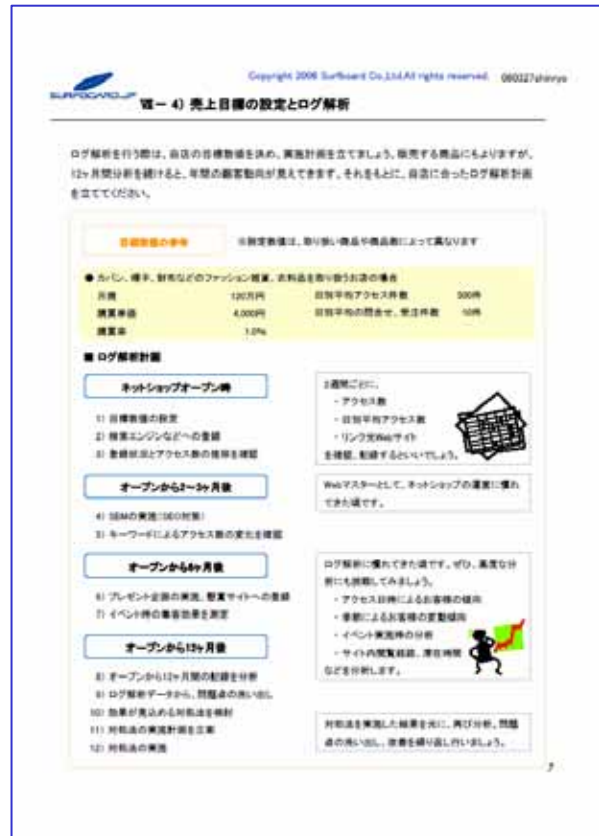 Copyright 2006 Surfboard Co.,Ltd.All rights reserved. 060327shinryo
SURFBOARD.JP
Ⅶ－ 4) 売上目標の設定とログ解析
ログ解析を行う際は、自店の目標数値を決め、実施計画を立てましょう。販売する商品にもよりますが、
12ヶ月間分析を続けると、年間の顧客動向が見えてきます。それをもとに、自店に合ったログ解析計画
を立ててください。
目標数値の参考
※設定数値は、取り扱い商品や商品数によって異なります
● カバン、帽子、財布などのファッション雑貨、衣料品を取り扱うお店の場合
月商 120万円 日別平均アクセス件数 500件
購買単価 4,000円 日別平均の問合せ、受注件数 10件
購買率 1.0%
■ ログ解析計画
ネットショップオープン時
1) 目標数値の設定
2) 検索エンジンなどへの登録
3) 登録状況とアクセス数の推移を確認
2週間ごとに、
・アクセス数
・日別平均アクセス数
・リンク元Webサイト
を確認、記録するといいでしょう。
オープンから2～3ヶ月後
4) SEMの実施(SEO対策)
5) キーワードによるアクセス数の変化を確認
Webマスターとして、ネットショップの運営に慣れ
てきた頃です。
オープンから6ヶ月後
6) プレゼント企画の実施、懸賞サイトへの登録
7) イベント時の集客効果を測定
ログ解析に慣れてきた頃です。ぜひ、高度な分
析にも挑戦してみましょう。
・アクセス日時によるお客様の傾向
・季節によるお客様の変動傾向
・イベント実施時の分析
・サイト内閲覧経路、滞在時間
などを分析します。
オープンから12ヶ月後
8) オープンから12ヶ月間の記録を分析
9) ログ解析データから、問題点の洗い出し
10) 効果が見込める対処法を検討
11) 対処法の実施計画を立案
12) 対処法の実施
対処法を実施した結果を元に、再び分析、問題
点の洗い出し、改善を繰り返し行いましょう。
7